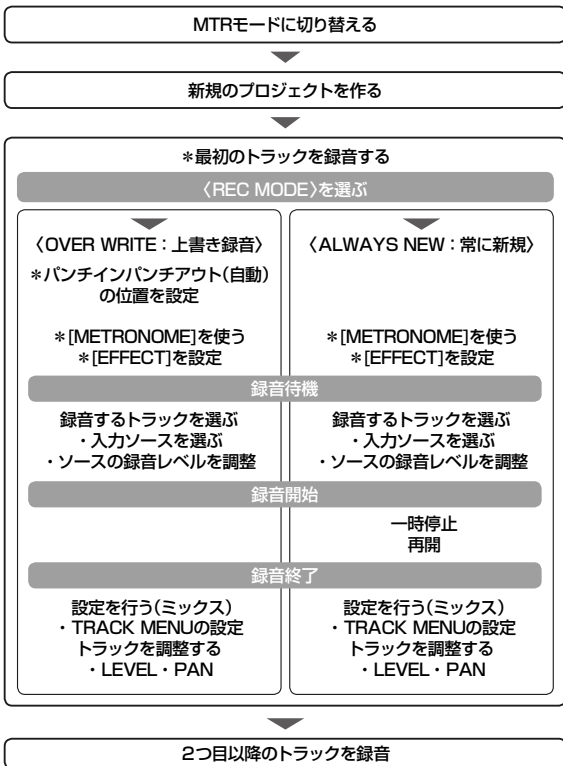 MTRモードに切り替える
新規のプロジェクトを作る
＊最初のトラックを録音する
〈REC MODE〉を選ぶ
〈OVER WRITE：上書き録音〉
＊パンチインパンチアウト（自動）
の位置を設定
＊[METRONOME]を使う
＊[EFFECT]を設定
〈ALWAYS NEW：常に新規〉
＊[METRONOME]を使う
＊[EFFECT]を設定
録音待機
録音するトラックを選ぶ
・入力ソースを選ぶ
・ソースの録音レベルを調整
録音するトラックを選ぶ
・入力ソースを選ぶ
・ソースの録音レベルを調整
録音開始
一時停止
再開
録音終了
設定を行う（ミックス）
・TRACK MENUの設定
トラックを調整する
・LEVEL・PAN
設定を行う（ミックス）
・TRACK MENUの設定
トラックを調整する
・LEVEL・PAN
2つ目以降のトラックを録音